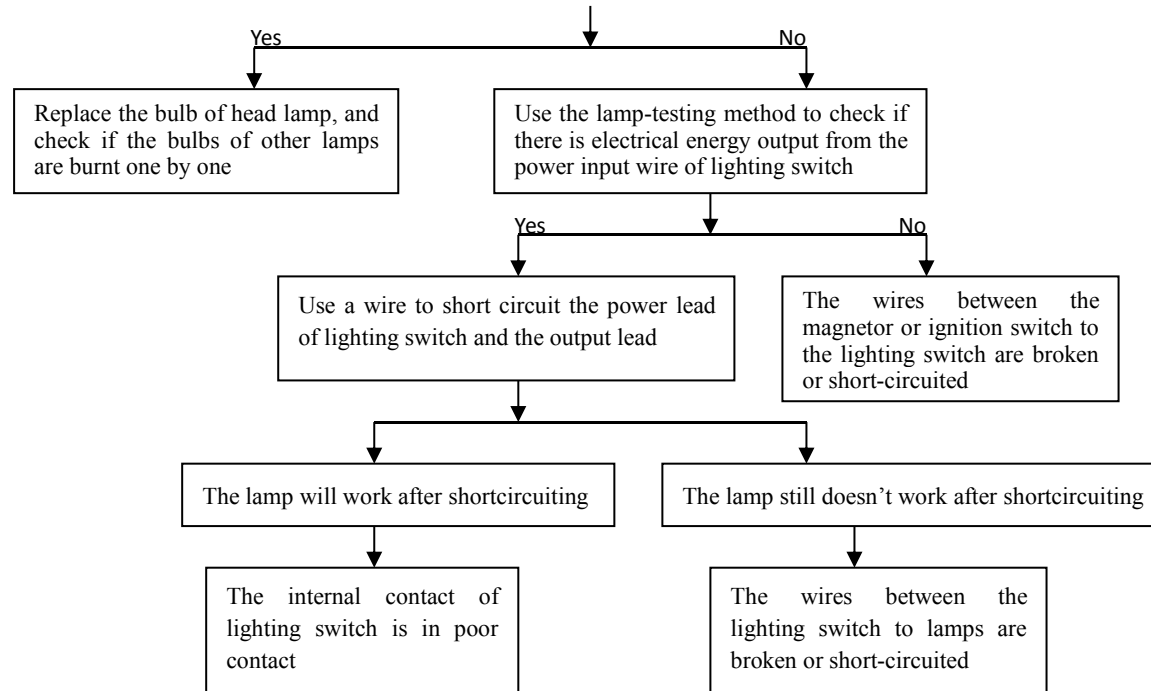 Yes
No
Replace the bulb of head lamp, and
check if the bulbs of other lamps
are burnt one by one
Use the lamp-testing method to check if
there is electrical energy output from the
power input wire of lighting switch
Yes
No
Use a wire to short circuit the power lead
of lighting switch and the output lead
The wires between the
magnetor or ignition switch to
the lighting switch are broken
or short-circuited
The lamp will work after shortcircuiting
The lamp still doesn’t work after shortcircuiting
The internal contact of
lighting switch is in poor
contact
The wires between the
lighting switch to lamps are
broken or short-circuited